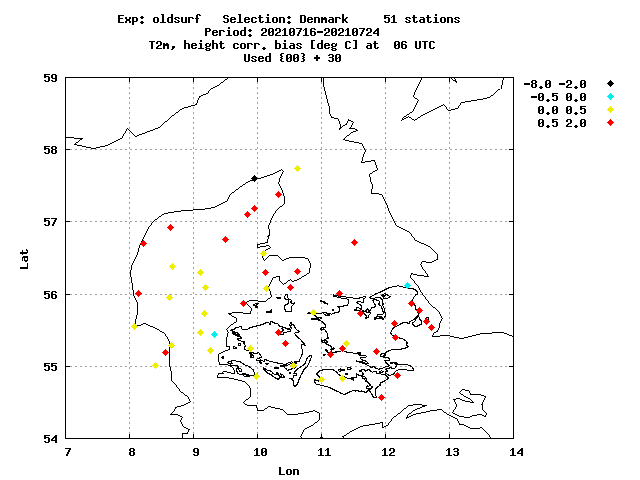 Exp: oldsurf   Selection: Denmark     51 stations
Period: 20210716-20210724
T2m, height corr. bias [deg C] at  06 UTC
Used {00} + 30
-8.0 -2.0
-0.5 0.0
0.0 0.5
0.5 2.0
59
58
57
56
55
54
Lat
7 8 9 10 11 12 13 14
Lon